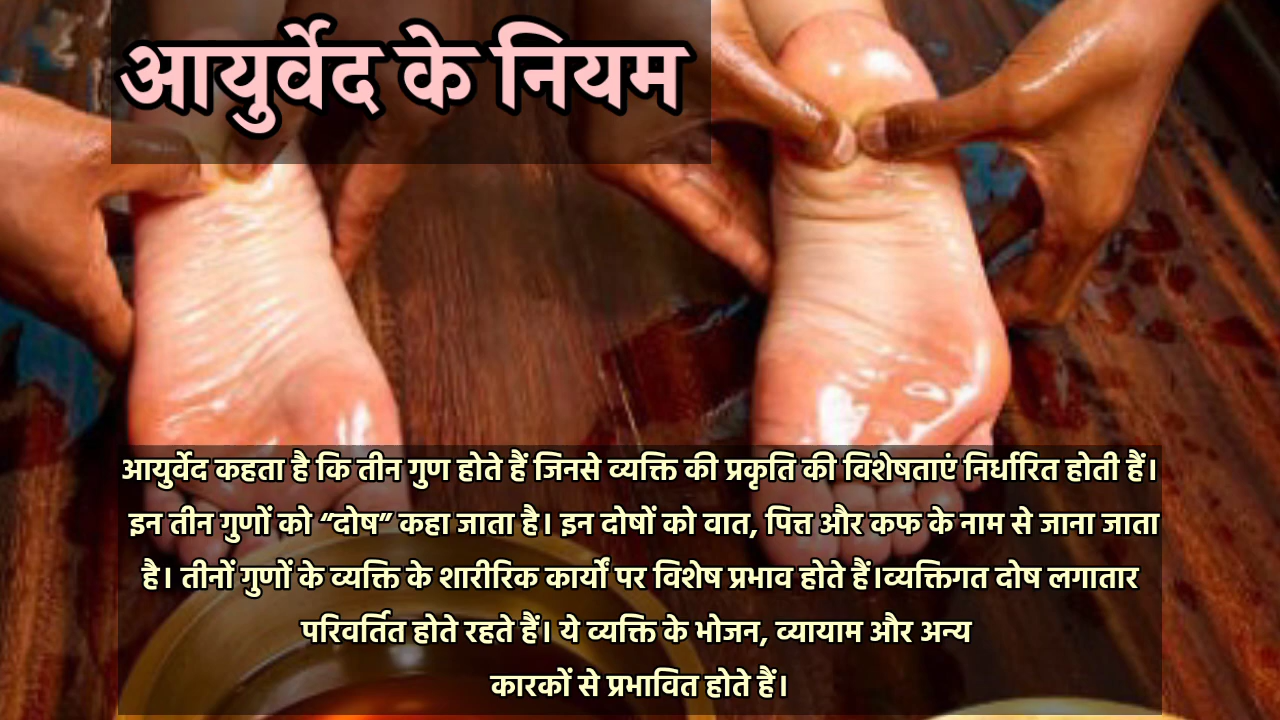 आयुर्वेद के नियम
आयुर्वेद कहता है कि तीन गुण होते हैं जिनसे व्यक्ति की प्रकृति की विशेषताएं निर्धारित होती हैं।
इन तीन गुणों को “दोष” कहा जाता है। इन दोषों को वात, पित्त और कफ के नाम से जाना जाता
है। तीनों गुणों के व्यक्ति के शारीरिक कार्यों पर विशेष प्रभाव होते हैं।व्यक्तिगत दोष लगातार
परिवर्तित होते रहते हैं। ये व्यक्ति के भोजन, व्यायाम और अन्य
कारकों से प्रभावित होते हैं।